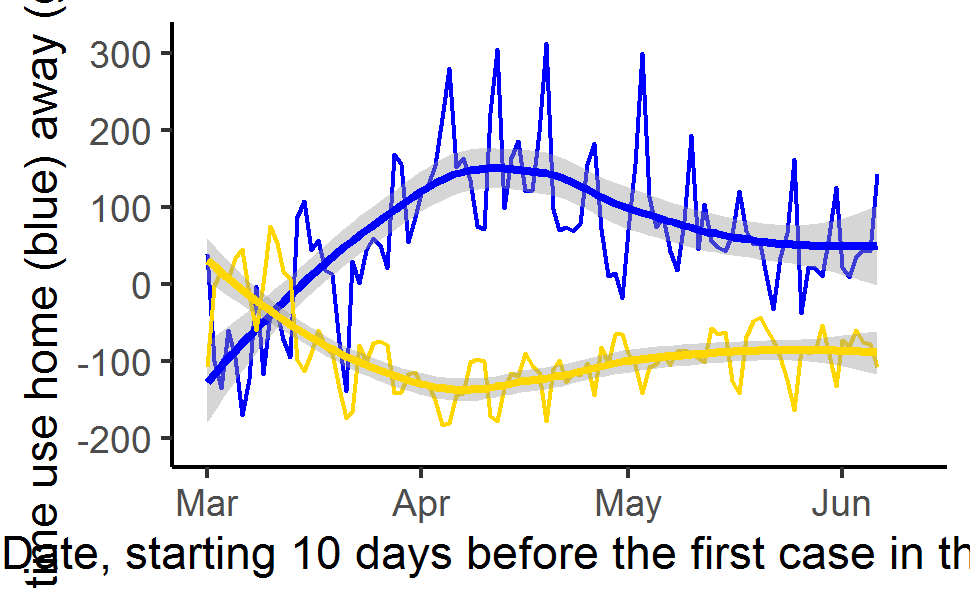 time use home (blue) away (
300
200
100
0
-100
-200
Mar Apr May Jun
Date, starting 10 days before the first case in th